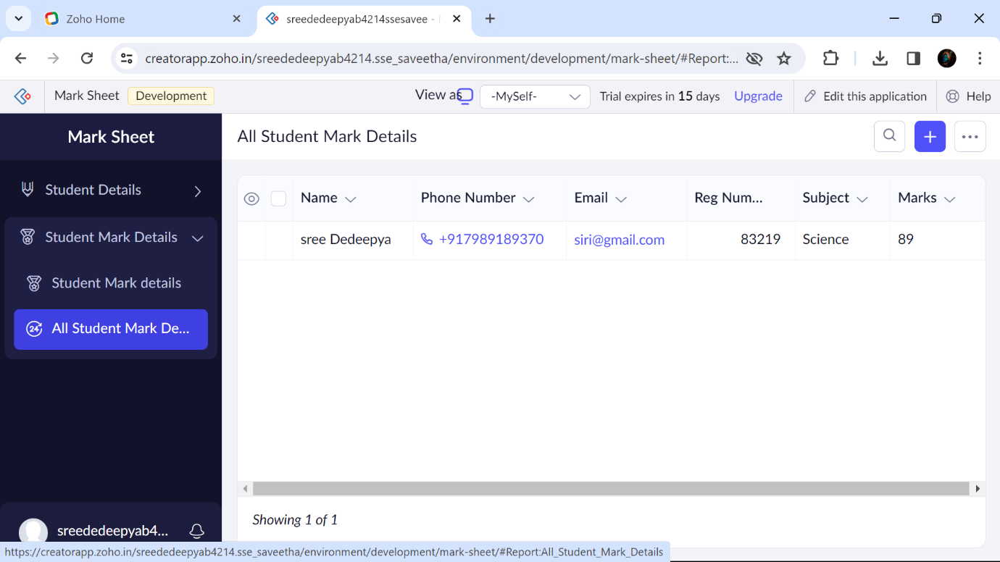 Zoho Home
sreededeepyab4214ssesavee -
creatorapp.zoho.in/sreededeepyab4214.sse_saveetha/environment/development/mark-sheet/#Report:...
Mark Sheet Development View as -MySelf- Trial expires in 15 days Upgrade Edit this application Help
Mark Sheet
All Student Mark Details
Student Details
Student Mark Details
Student Mark details
24
All Student Mark De...
Name Phone Number Email Reg Num... Subject Marks
sree Dedeepya +917989189370 siri@gmail.com 83219 Science 89
Showing 1 of 1
sreededeepyab4...
https://creatorapp.zoho.in/sreededeepyab4214.sse_saveetha/environment/development/mark-sheet/#Report:All_Student_Mark_Details